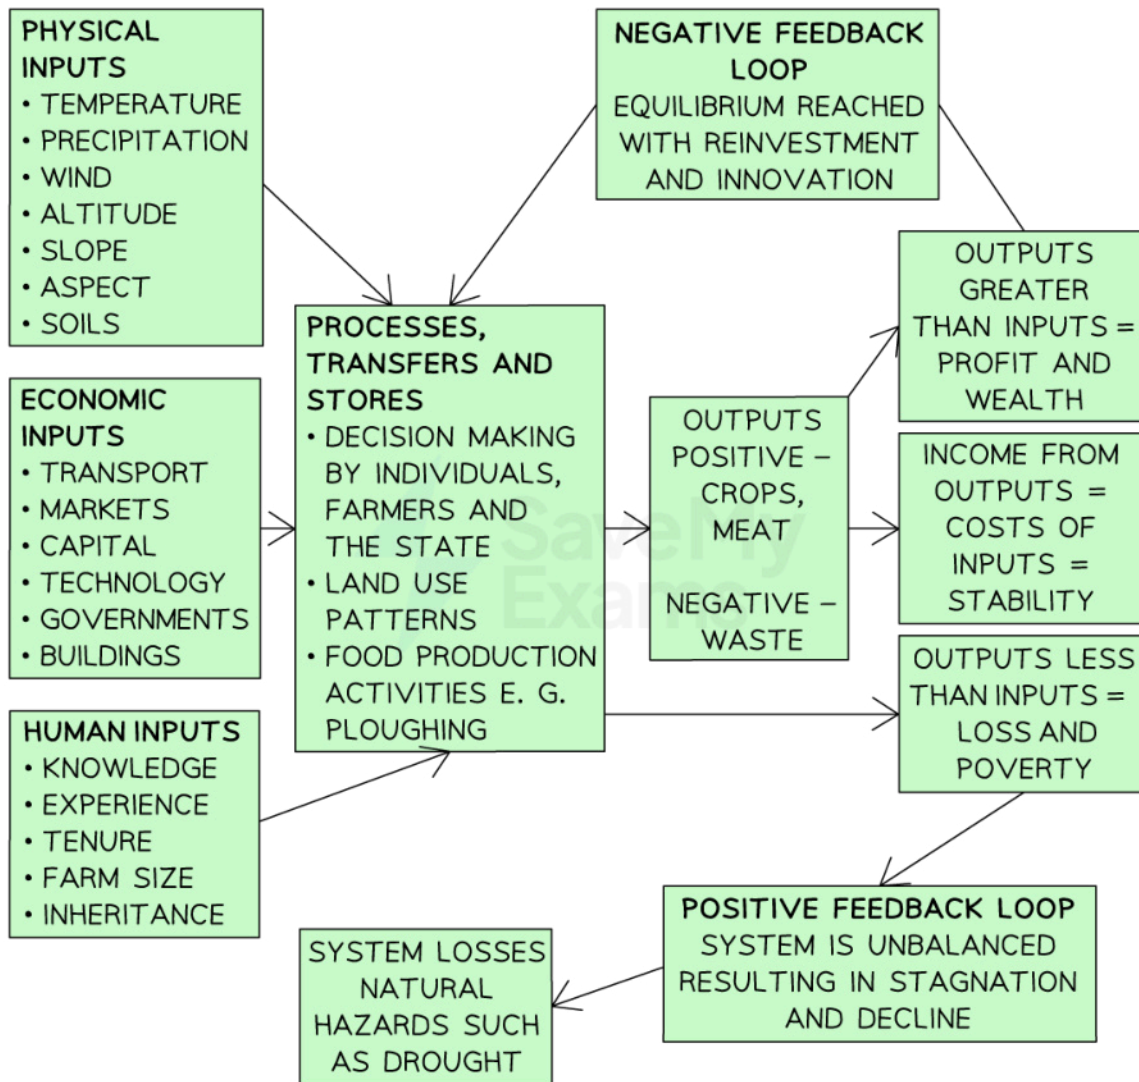 PHYSICAL
INPUTS
• TEMPERATURE
• PRECIPITATION
• WIND
• ALTITUDE
• SLOPE
• ASPECT
• SOILS
NEGATIVE FEEDBACK
LOOP
EQUILIBRIUM REACHED
WITH REINVESTMENT
AND INNOVATION
ECONOMIC
INPUTS
• TRANSPORT
• MARKETS
• CAPITAL
• TECHNOLOGY
• GOVERNMENTS
• BUILDINGS
HUMAN INPUTS
• KNOWLEDGE
• EXPERIENCE
• TENURE
• FARM SIZE
• INHERITANCE
PROCESSES,
TRANSFERS AND
STORES
• DECISION MAKING
BY INDIVIDUALS,
FARMERS AND
THE STATE
• LAND USE
PATTERNS
• FOOD PRODUCTION
ACTIVITIES E. G.
PLOUGHING
OUTPUTS
POSITIVE –
CROPS,
MEAT
NEGATIVE –
WASTE
OUTPUTS
GREATER
THAN INPUTS =
PROFIT AND
WEALTH
INCOME FROM
OUTPUTS =
COSTS OF
INPUTS =
STABILITY
OUTPUTS LESS
THAN INPUTS =
LOSS AND
POVERTY
POSITIVE FEEDBACK LOOP
SYSTEM IS UNBALANCED
RESULTING IN STAGNATION
AND DECLINE
SYSTEM LOSSES
NATURAL
HAZARDS SUCH
AS DROUGHT
SaveMy
Exams